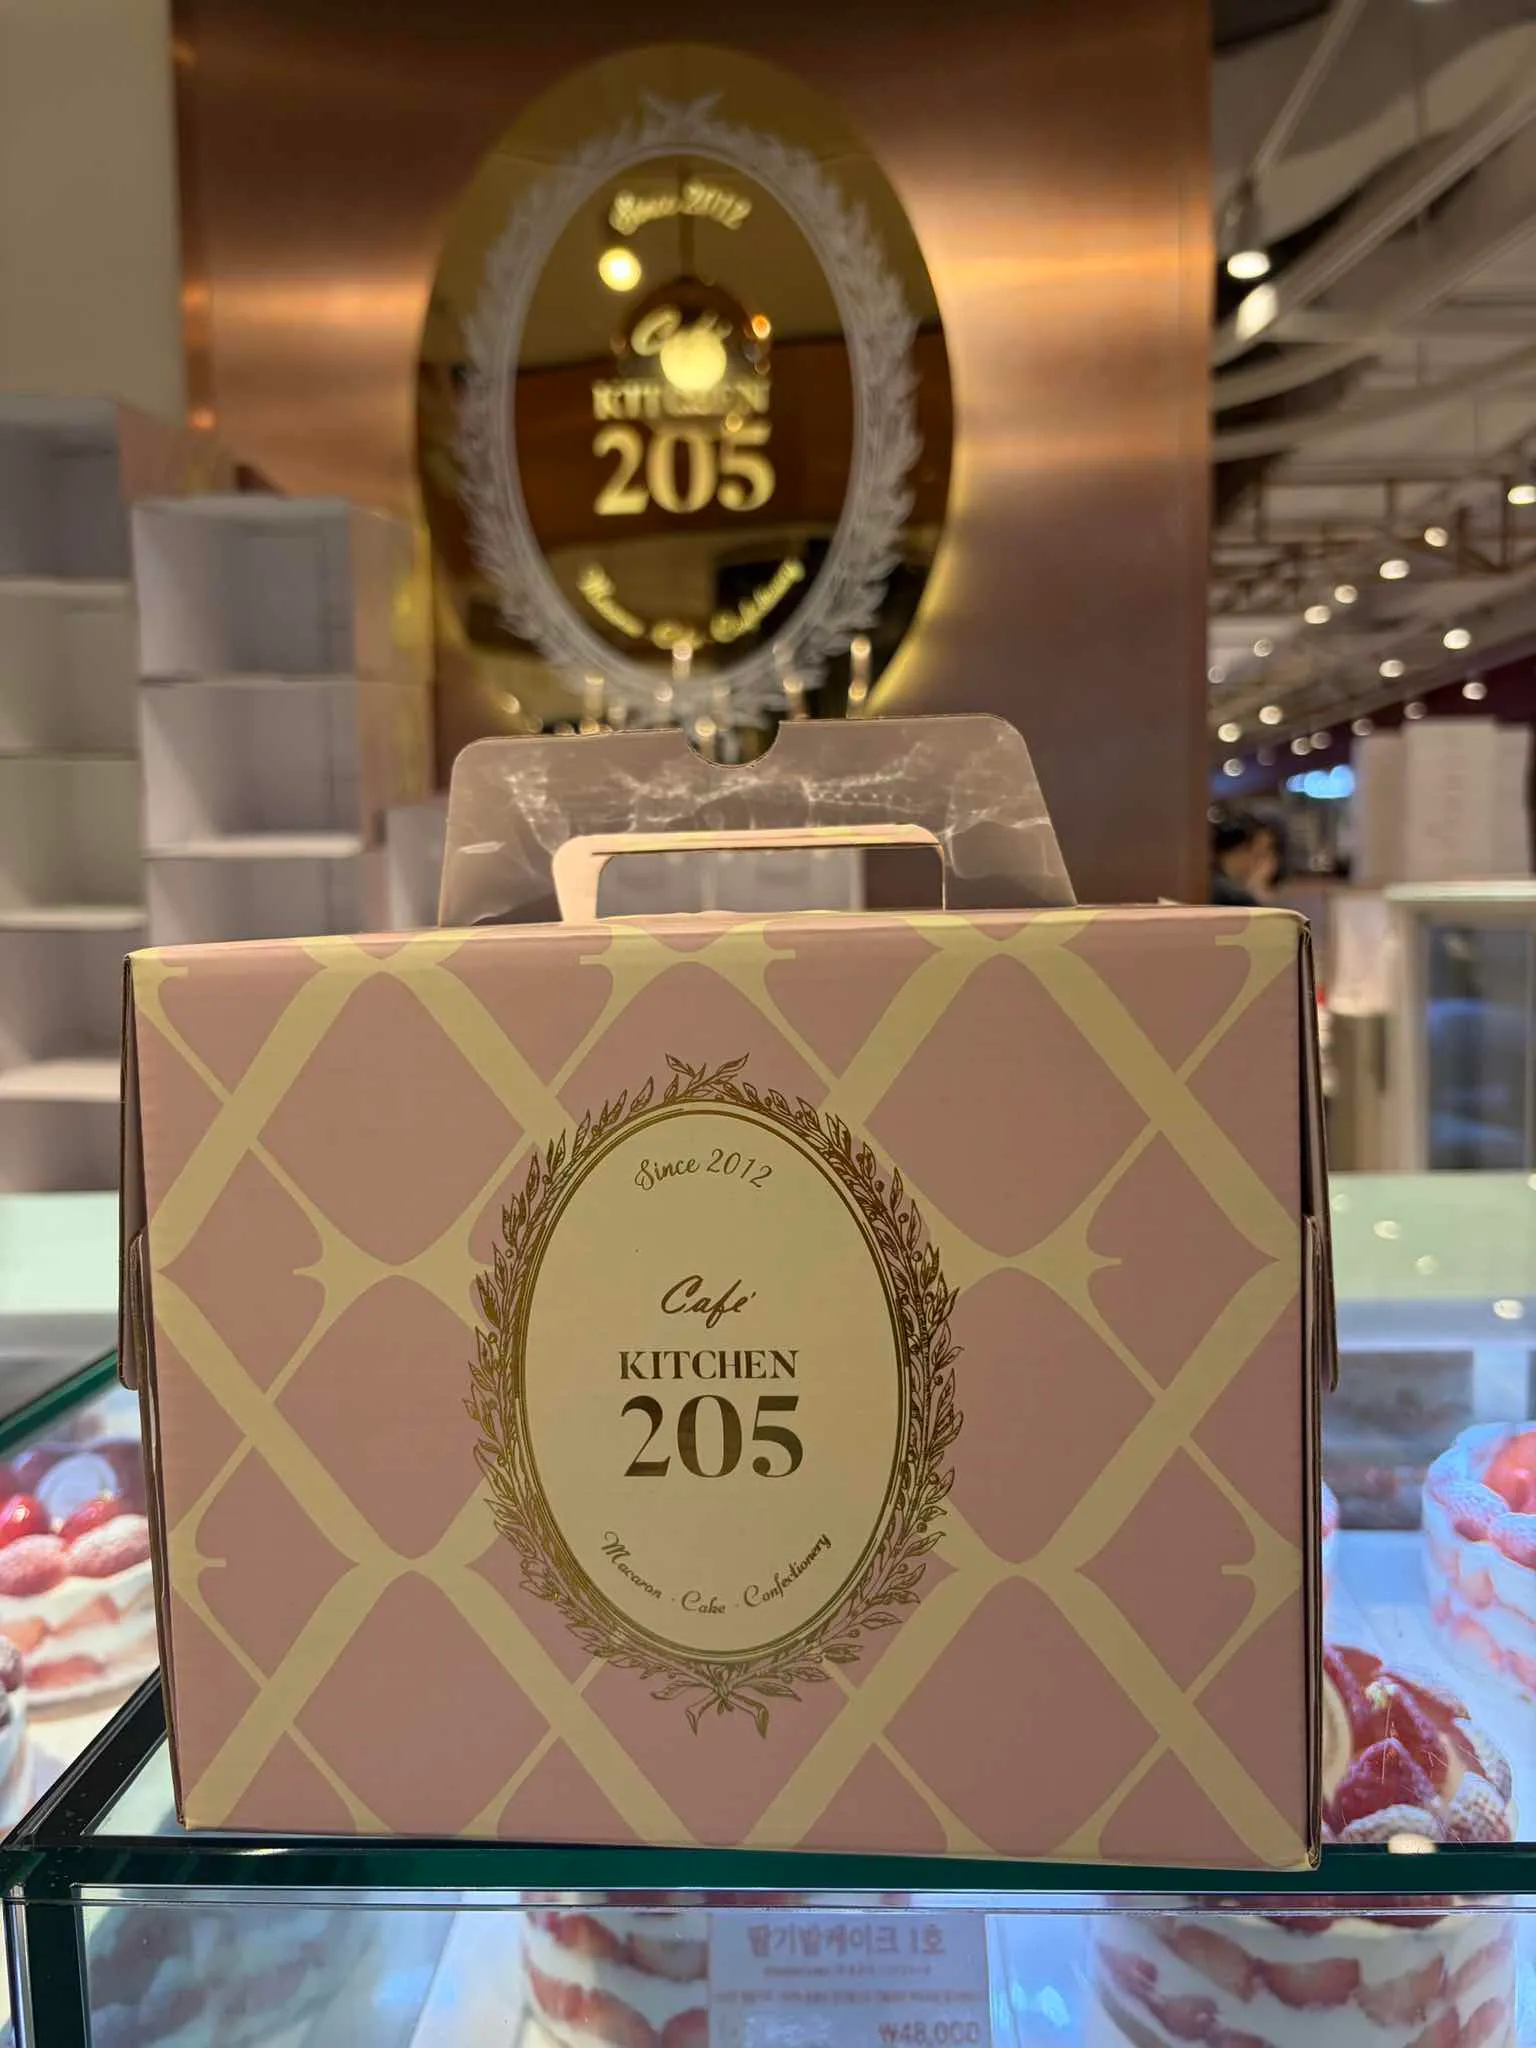 Since 2012
Café
KITCHEN
205
Since 2012
Café
KITCHEN
205
Macaron · Cake · Confectionery
딸기밭케이크 1호
₩48,000